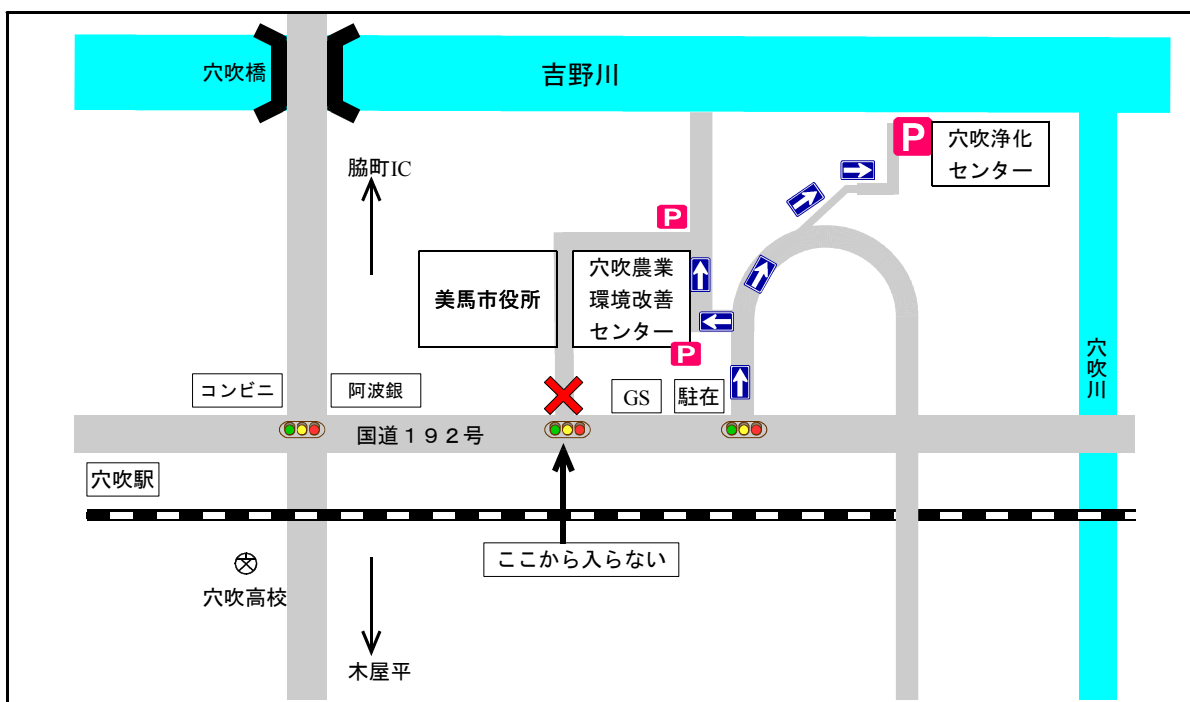 穴吹橋
吉野川
P
穴吹浄化
センター
脇町IC
P
美馬市役所
穴吹農業
環境改善
センター
P
穴吹川
コンビニ
阿波銀
GS
駐在
国道１９２号
穴吹駅
ここから入らない
穴吹高校
木屋平